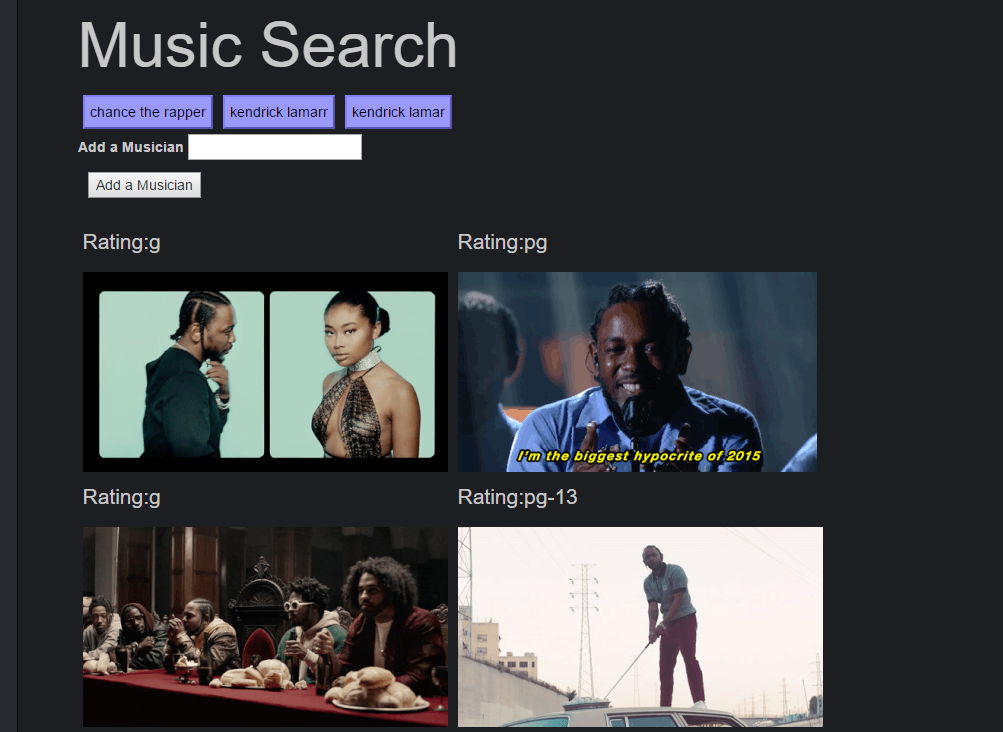 Music Search
chance the rapper kendrick lamarr kendrick lamar
Add a Musician
Add a Musician
Rating:g Rating:pg
I'm the biggest hypocrite of 2015
Rating:g Rating:pg-13